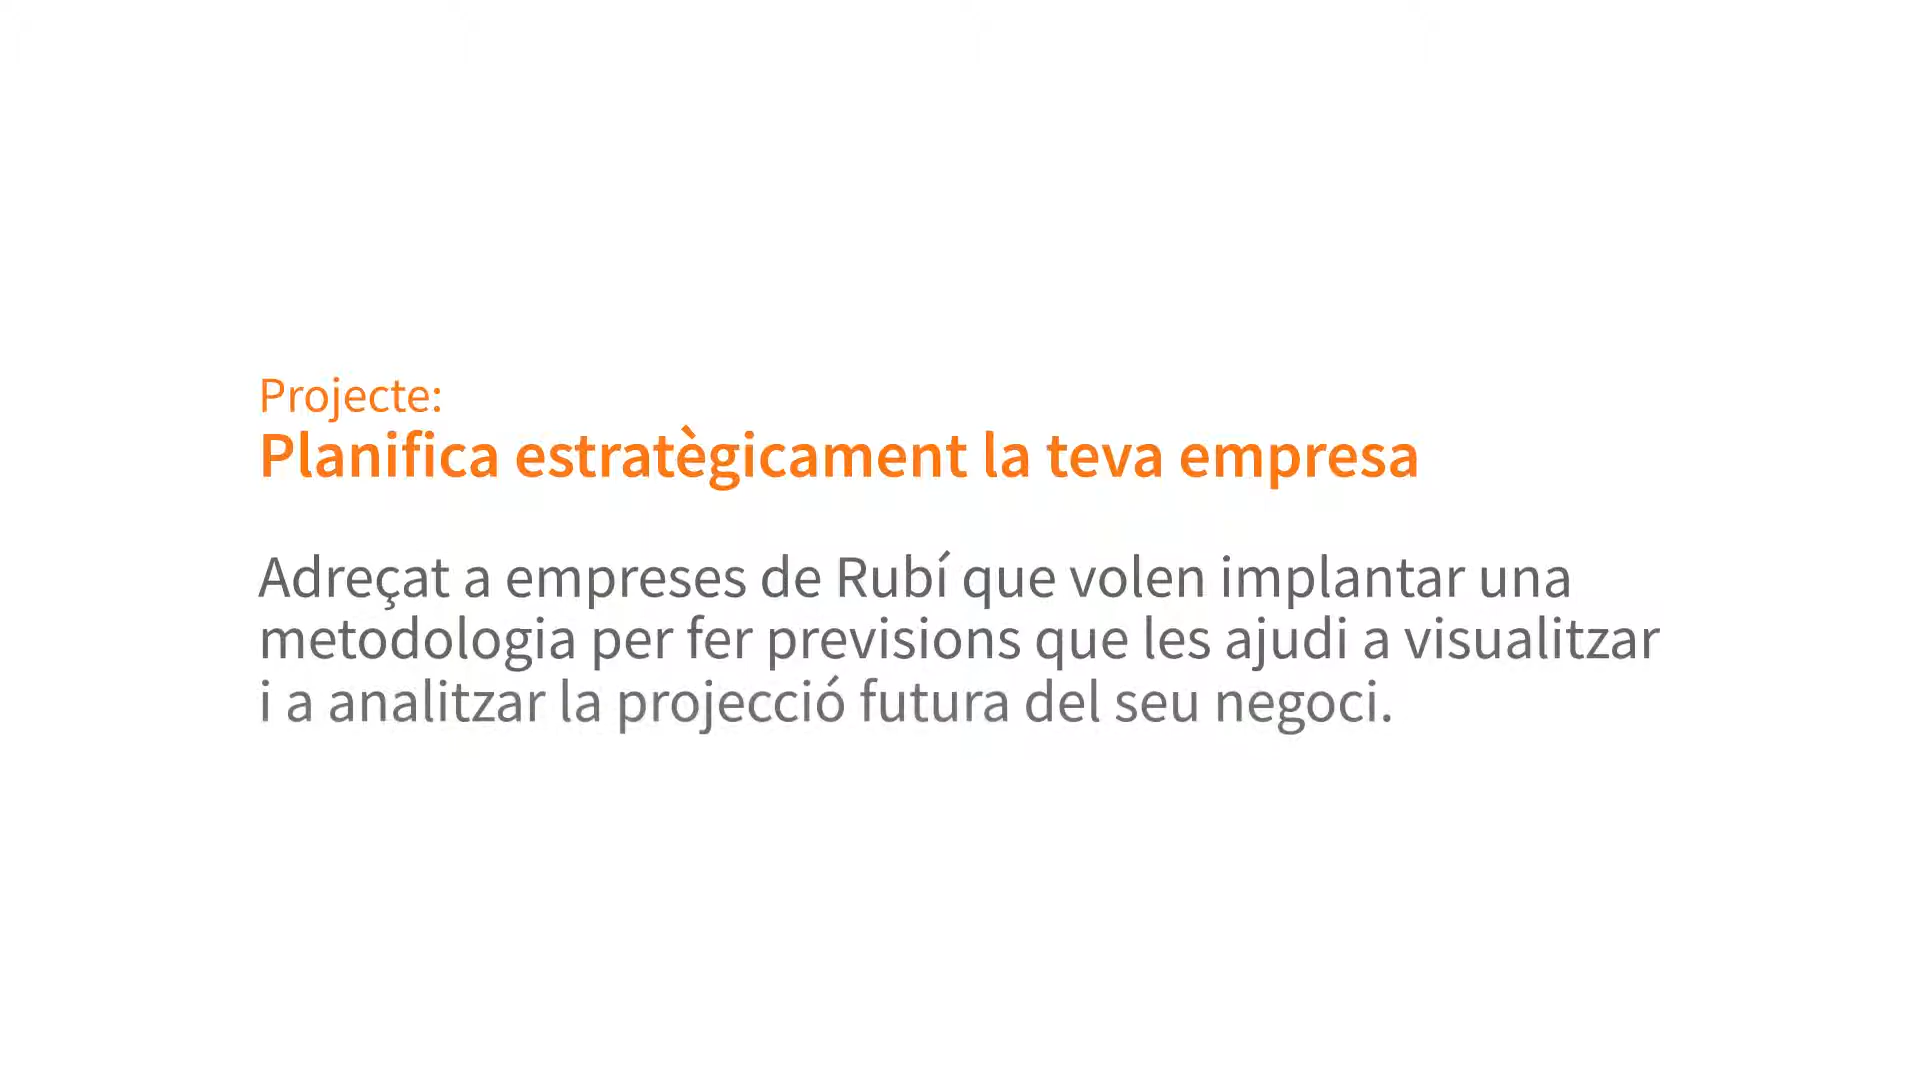 Projecte:
Planifica estratègicament la teva empresa
Adreçat a empreses de Rubí que volen implantar una
metodologia per fer previsions que les ajudi a visualitzar
i a analitzar la projecció futura del seu negoci.